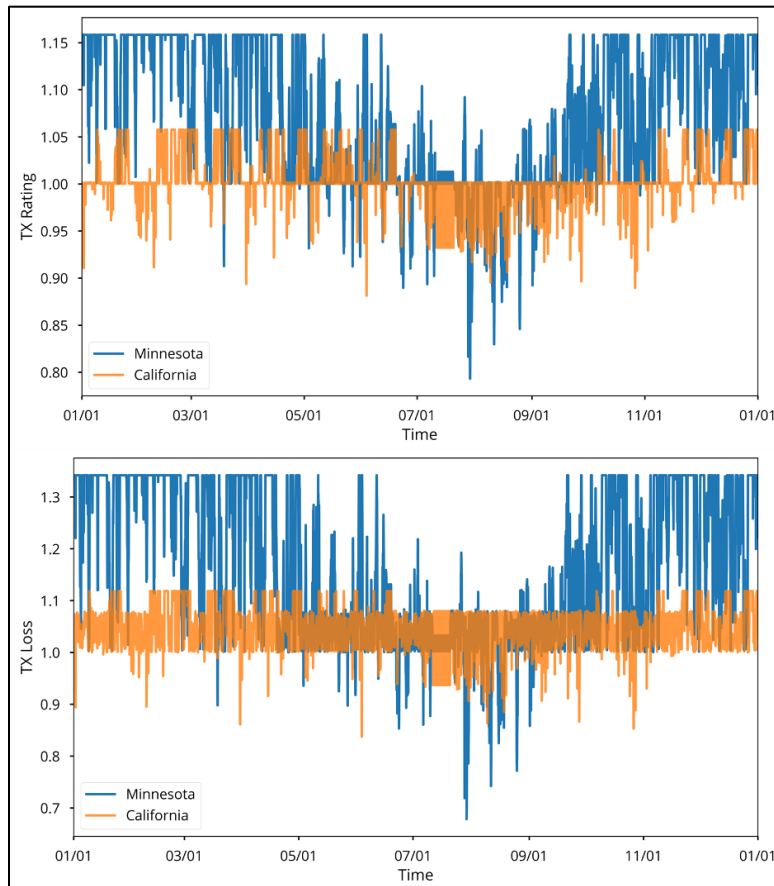 1.15
1.10
1.05
1.00
0.95
0.90
0.85
0.80
TX Rating
Minnesota
California
01/01 03/01 05/01 07/01 09/01 11/01 01/01
Time
1.3
1.2
1.1
1.0
0.9
0.8
0.7
TX Loss
Minnesota
California
01/01 03/01 05/01 07/01 09/01 11/01 01/01
Time